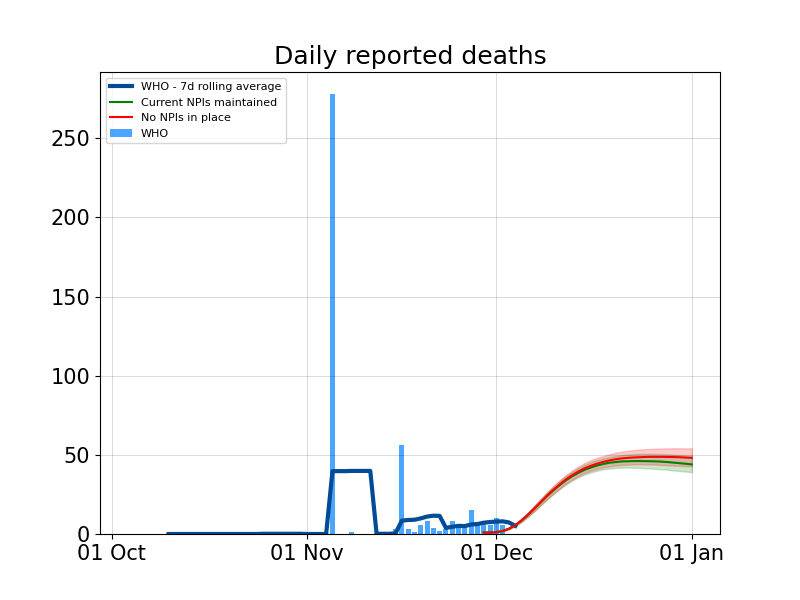 Daily reported deaths
WHO - 7d rolling average
Current NPIs maintained
No NPIs in place
WHO
250
200
150
100
50
0
01 Oct 01 Nov 01 Dec 01 Jan